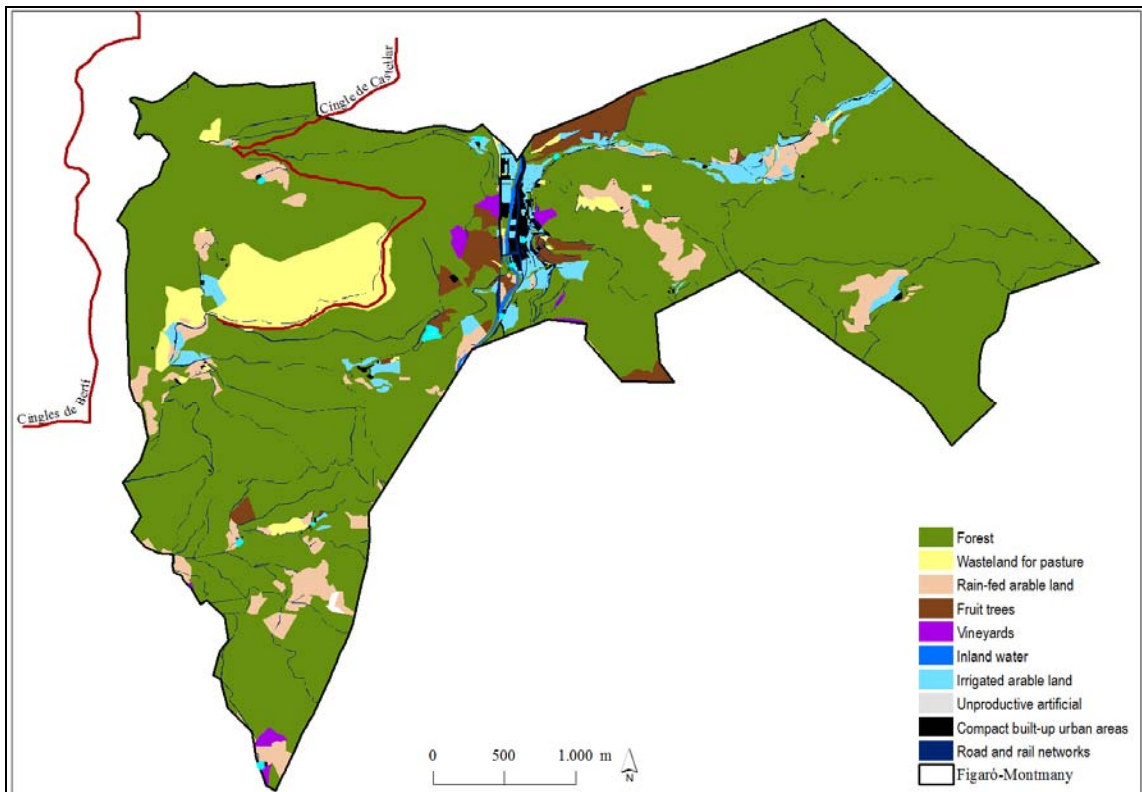 Cingle de Castellar
Cingles de Bertí
Forest
Wasteland for pasture
Rain-fed arable land
Fruit trees
Vineyards
Inland water
Irrigated arable land
Unproductive artificial
Compact built-up urban areas
Road and rail networks
Figaró-Montmany
0 500 1.000 m
N